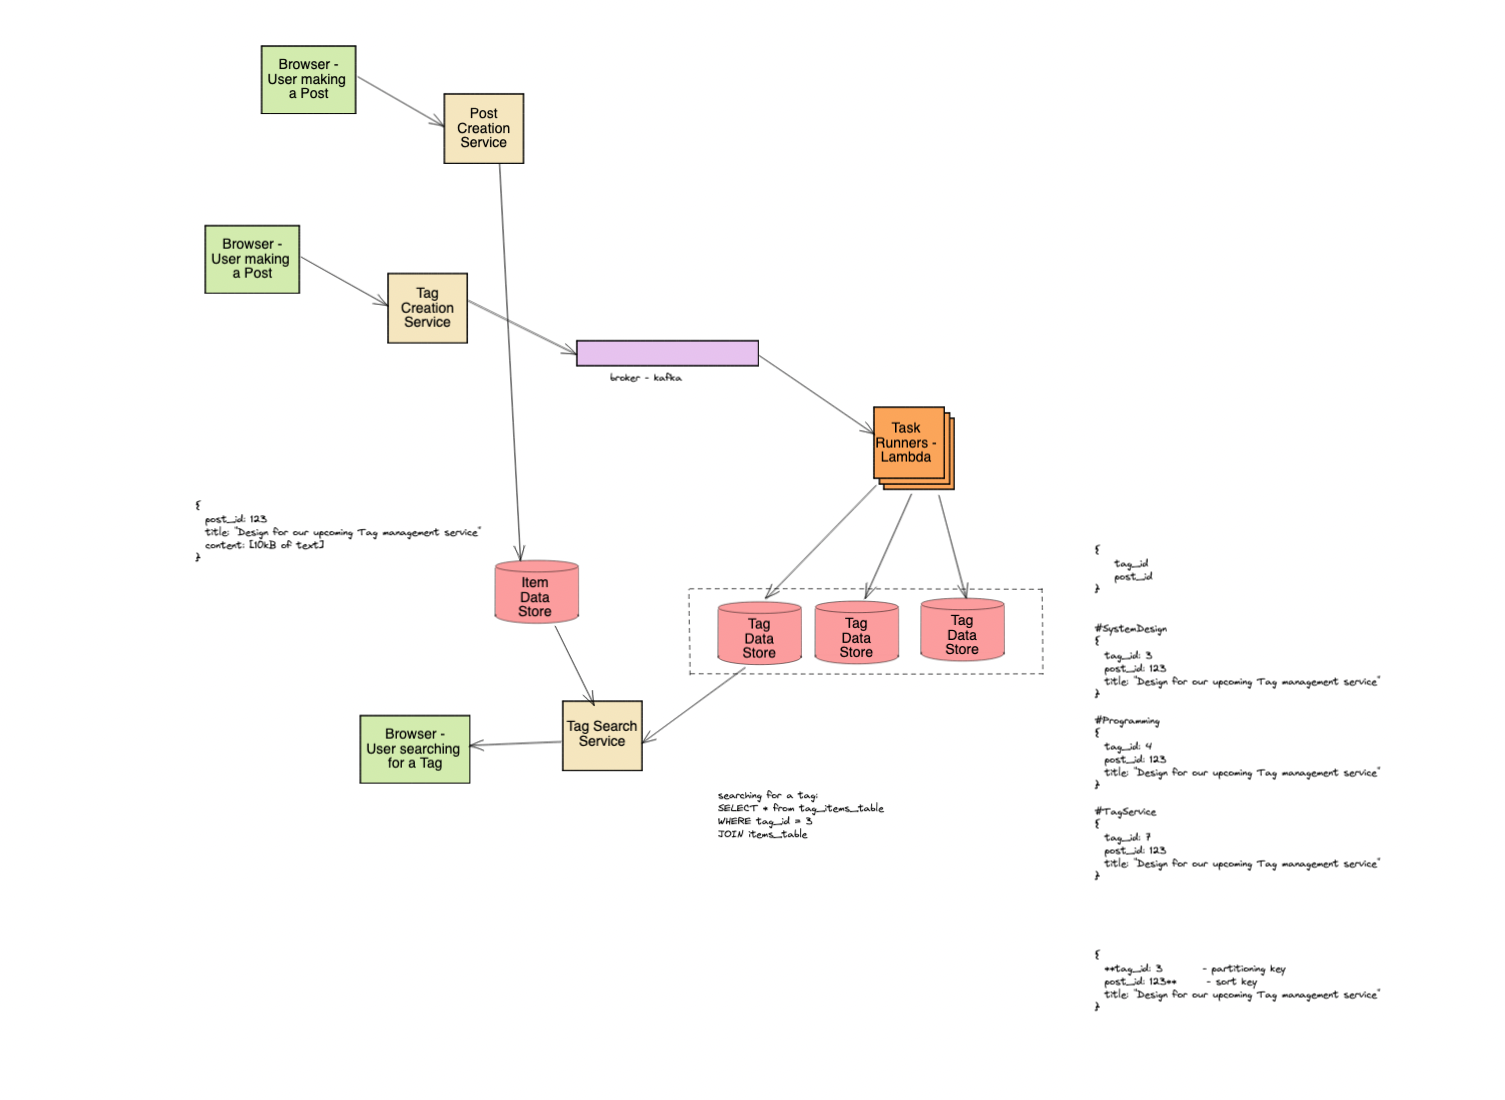 Browser -
User making
a Post
Post
Creation
Service
Browser -
User making
a Post
Tag
Creation
Service
broker - kafka
Task
Runners -
Lambda
{
post_id: 123
title: "Design for our upcoming Tag management service"
content: [10kB of text]
}
Item
Data
Store
Tag
Data
Store
Tag
Data
Store
Tag
Data
Store
Tag Search
Service
Browser -
User searching
for a Tag
searching for a tag:
SELECT * from tag_items_table
WHERE tag_id = 3
JOIN items_table
{
tag_id
post_id
}
#SystemDesign
{
tag_id: 3
post_id: 123
title: "Design for our upcoming Tag management service"
}
#Programming
{
tag_id: 4
post_id: 123
title: "Design for our upcoming Tag management service"
}
#TagService
{
tag_id: 7
post_id: 123
title: "Design for our upcoming Tag management service"
}
{
**tag_id: 3 - partitioning key
post_id: 123** - sort key
title: "Design for our upcoming Tag management service"
}